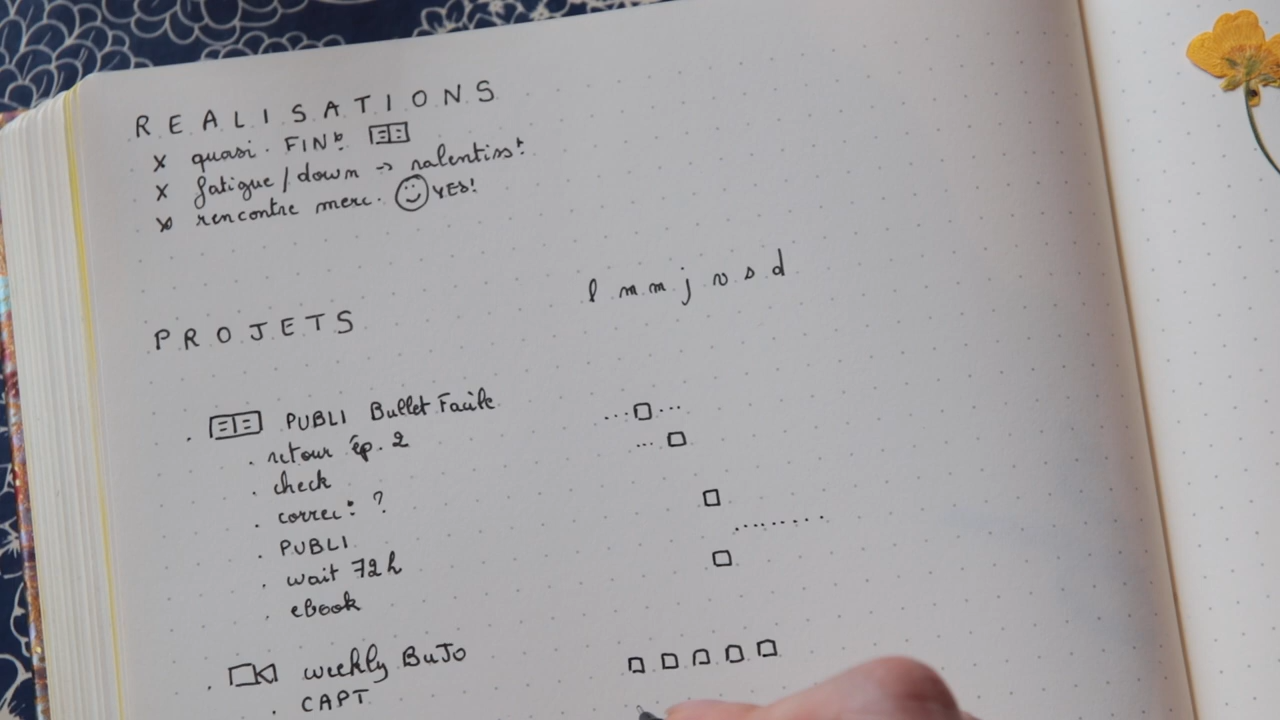 REALISATIONS
x quasi. FINI
x fatigue/down → ralentisst
x rencontre merc. YES!
l m m j v s d
PROJETS
. PUBLI Bullet Facile
. retour ép. 2
. check
. correct: ?
. PUBLI
. wait 72h
. ebook
. weekly BuJo
. CAPT